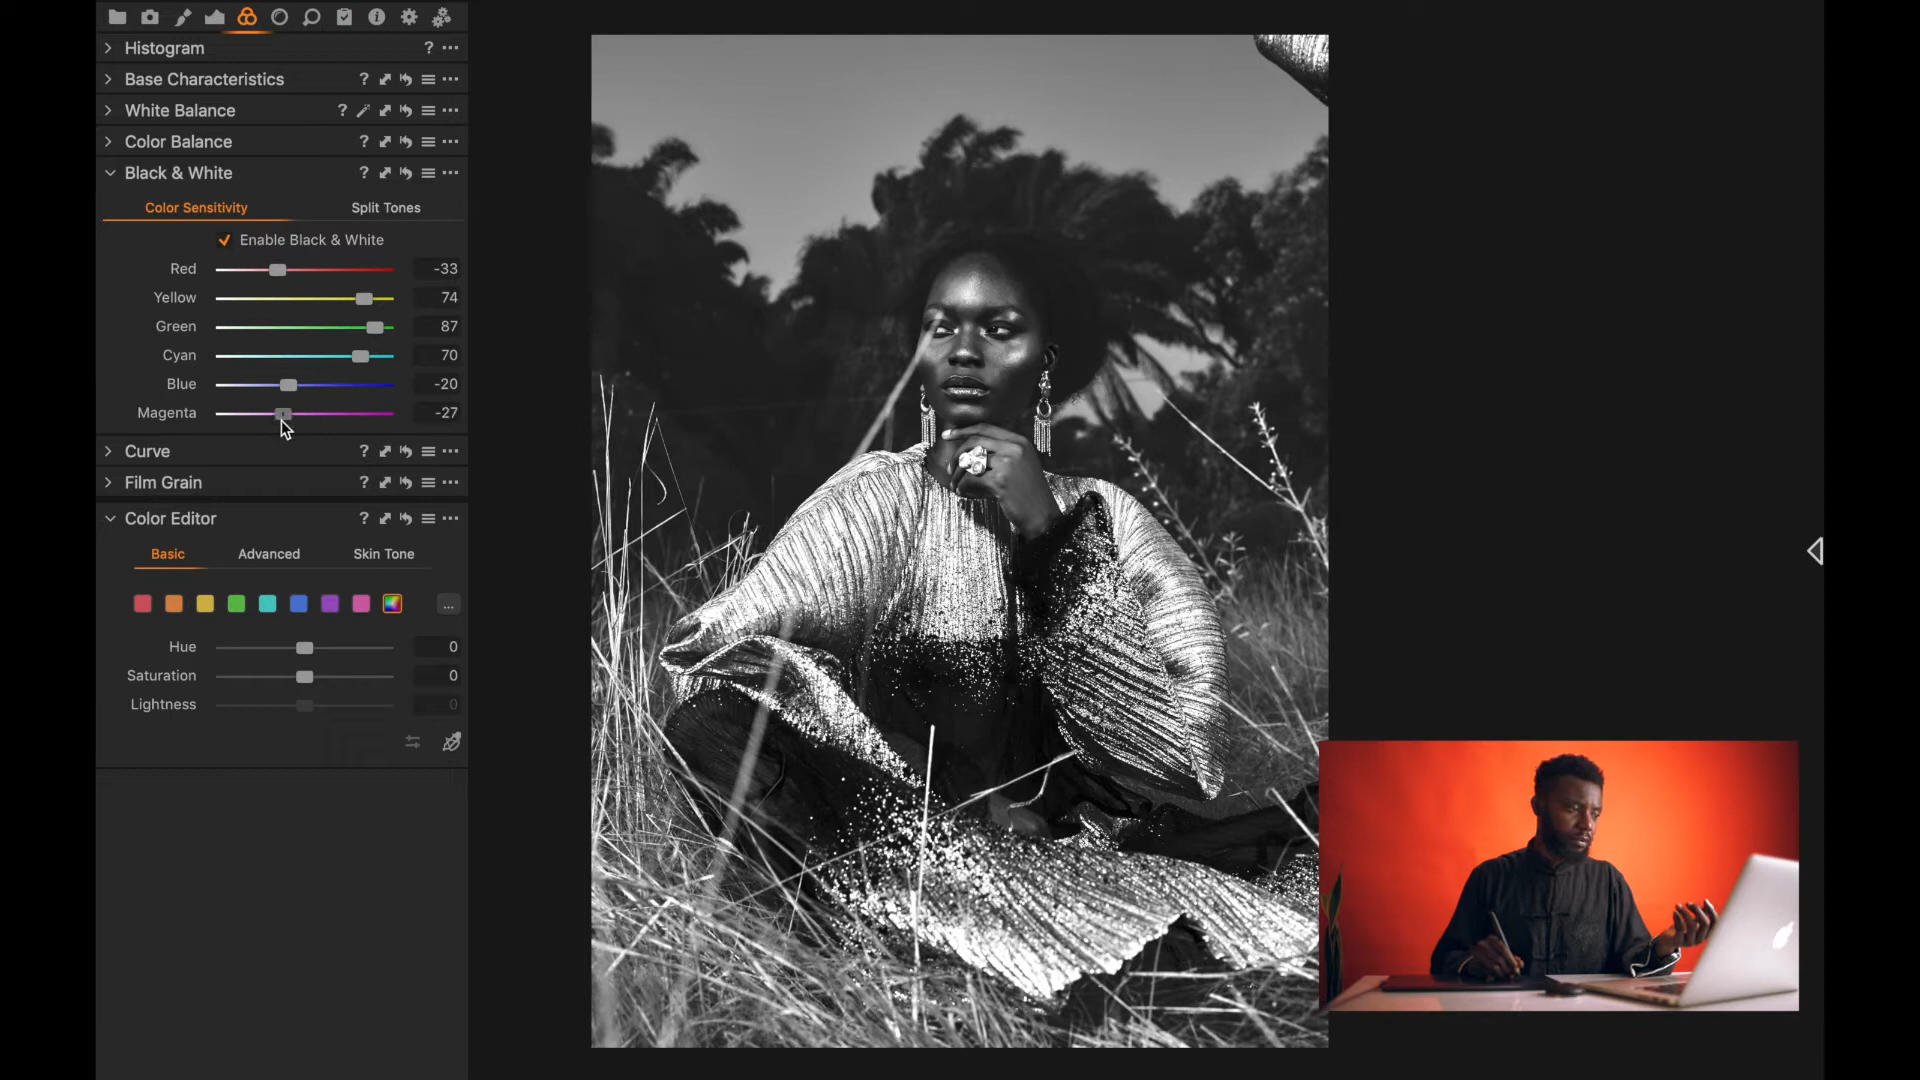 Histogram ? ...
Base Characteristics ? ...
White Balance ? ...
Color Balance ? ...
Black & White ? ...
Color Sensitivity Split Tones
Enable Black & White
Red -33
Yellow 74
Green 87
Cyan 70
Blue -20
Magenta -27
Curve ? ...
Film Grain ? ...
Color Editor ? ...
Basic Advanced Skin Tone
...
Hue 0
Saturation 0
Lightness 0